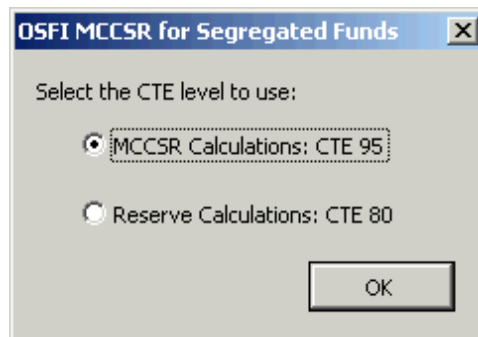 OSFI MCCSR for Segregated Funds
Select the CTE level to use:
MCCSR Calculations: CTE 95
Reserve Calculations: CTE 80
OK